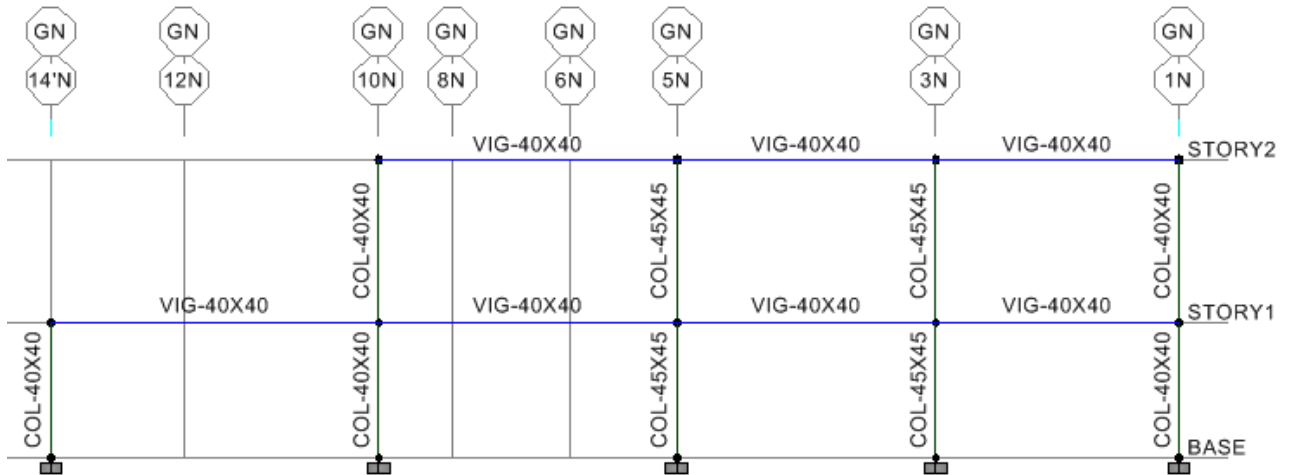 GN GN GN GN GN GN GN GN
14'N 12N 10N 8N 6N 5N 3N 1N
VIG-40X40 VIG-40X40 VIG-40X40
STORY2
COL-40X40 COL-45X45 COL-45X45 COL-40X40
VIG-40X40 VIG-40X40 VIG-40X40 VIG-40X40
STORY1
COL-40X40 COL-40X40 COL-45X45 COL-45X45 COL-40X40
BASE